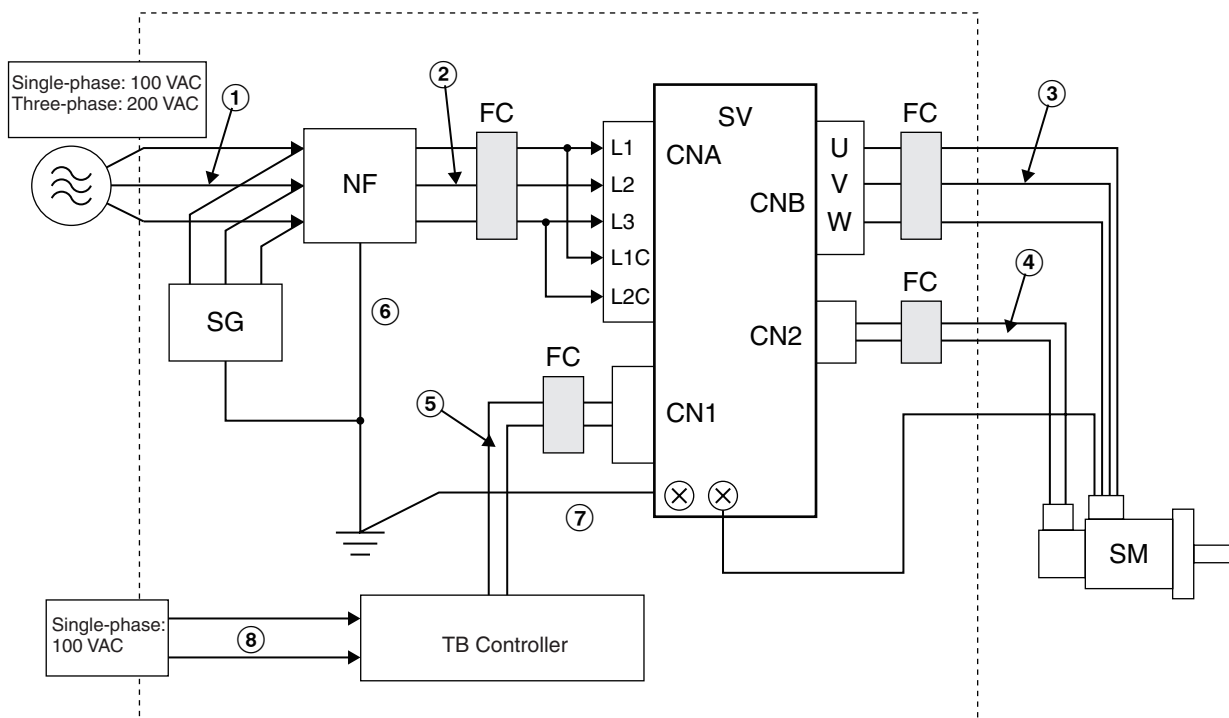 Single-phase: 100 VAC
Three-phase: 200 VAC
①
②
FC
SV
FC
③
NF
L1
CNA
U
L2
V
CNB
L3
W
L1C
L2C
FC
④
SG
⑥
CN2
FC
⑤
CN1
⑦
SM
Single-phase:
100 VAC
⑧
TB Controller